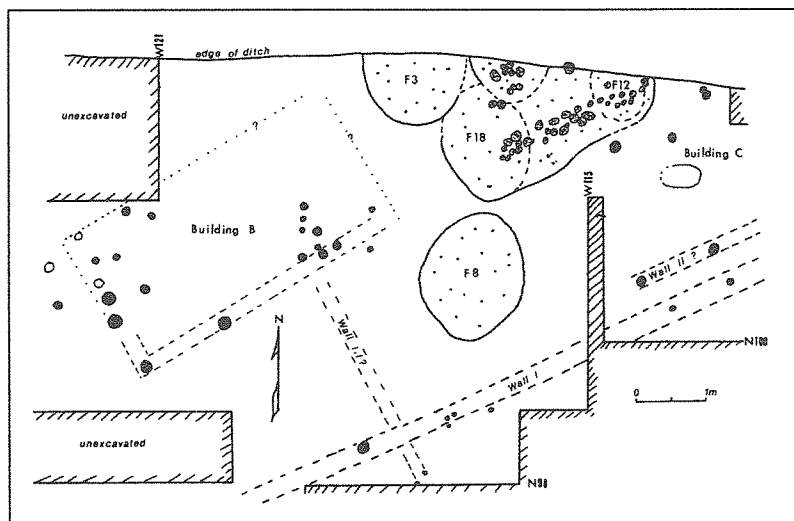 W121
edge of ditch
F3
F12
unexcavated
?
?
F18
Building C
W115
Building B
F8
Wall II ?
N
Wall I-I?
N100
Wall I
0 1m
unexcavated
N98